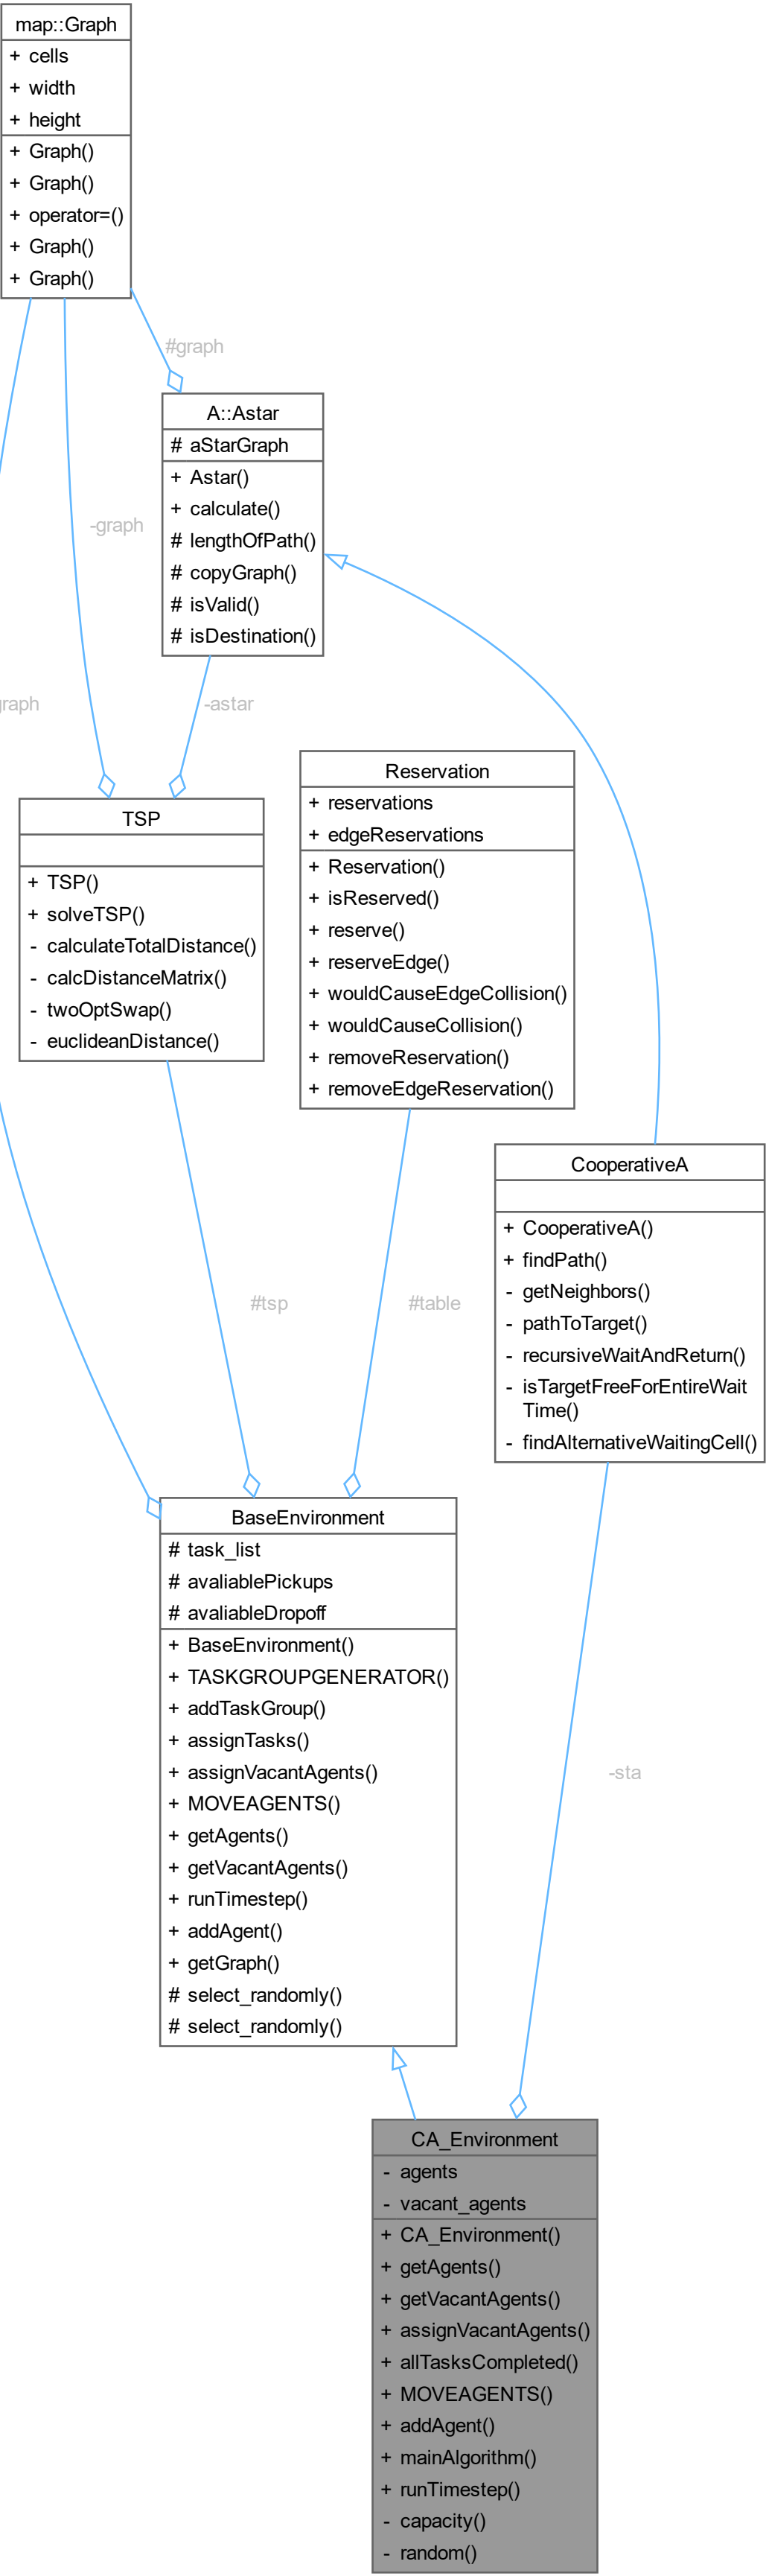 map::Graph
+ cells
+ width
+ height
+ Graph()
+ Graph()
+ operator=()
+ Graph()
+ Graph()
#graph
A::Astar
# aStarGraph
+ Astar()
+ calculate()
# lengthOfPath()
# copyGraph()
# isValid()
# isDestination()
-graph
graph
-astar
TSP
+ TSP()
+ solveTSP()
- calculateTotalDistance()
- calcDistanceMatrix()
- twoOptSwap()
- euclideanDistance()
Reservation
+ reservations
+ edgeReservations
+ Reservation()
+ isReserved()
+ reserve()
+ reserveEdge()
+ wouldCauseEdgeCollision()
+ wouldCauseCollision()
+ removeReservation()
+ removeEdgeReservation()
CooperativeA
+ CooperativeA()
+ findPath()
- getNeighbors()
- pathToTarget()
- recursiveWaitAndReturn()
- isTargetFreeForEntireWait
Time()
- findAlternativeWaitingCell()
#tsp
#table
BaseEnvironment
# task_list
# avaliablePickups
# avaliableDropoff
+ BaseEnvironment()
+ TASKGROUPGENERATOR()
+ addTaskGroup()
+ assignTasks()
+ assignVacantAgents()
+ MOVEAGENTS()
+ getAgents()
+ getVacantAgents()
+ runTimestep()
+ addAgent()
+ getGraph()
# select_randomly()
# select_randomly()
-sta
CA_Environment
- agents
- vacant_agents
+ CA_Environment()
+ getAgents()
+ getVacantAgents()
+ assignVacantAgents()
+ allTasksCompleted()
+ MOVEAGENTS()
+ addAgent()
+ mainAlgorithm()
+ runTimestep()
- capacity()
- random()